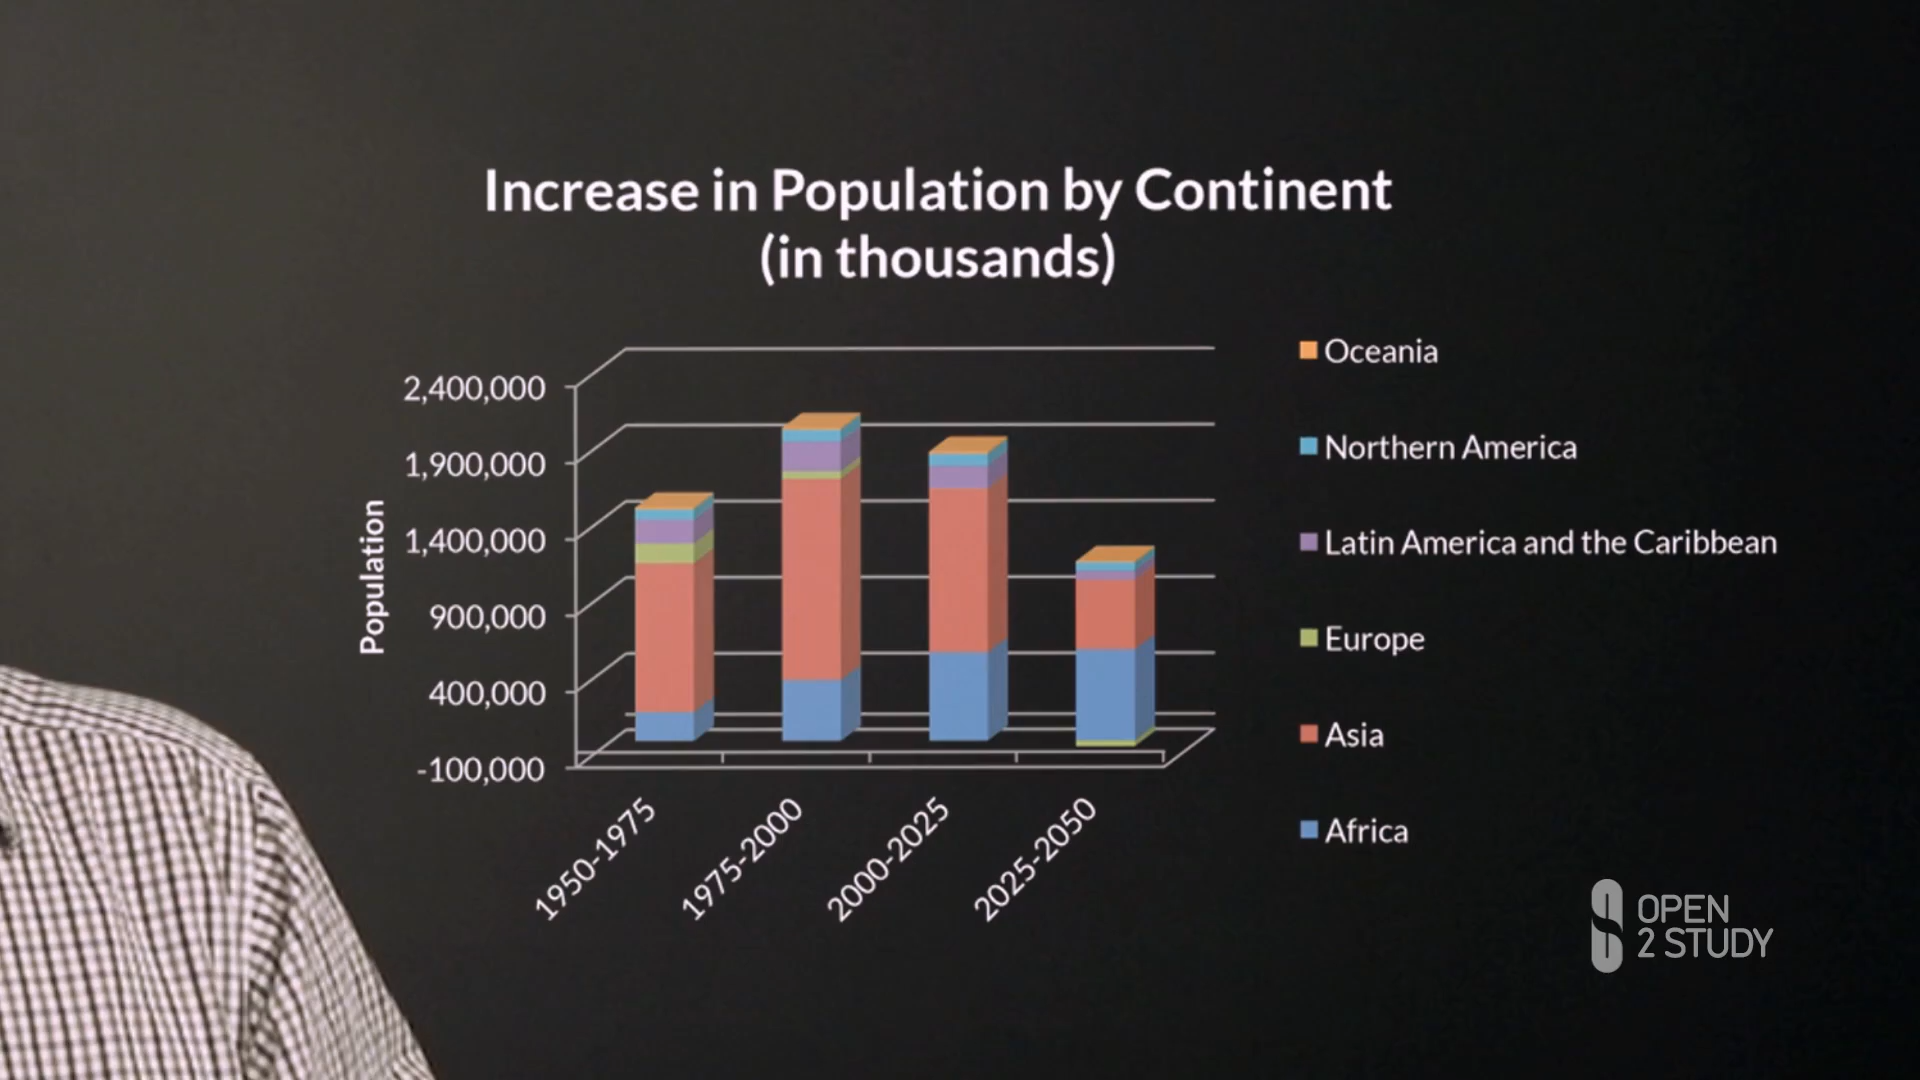 Increase in Population by Continent
(in thousands)
2,400,000
1,900,000
1,400,000
900,000
400,000
-100,000
Population
1950-1975
1975-2000
2000-2025
2025-2050
Oceania
Northern America
Latin America and the Caribbean
Europe
Asia
Africa
OPEN
2 STUDY